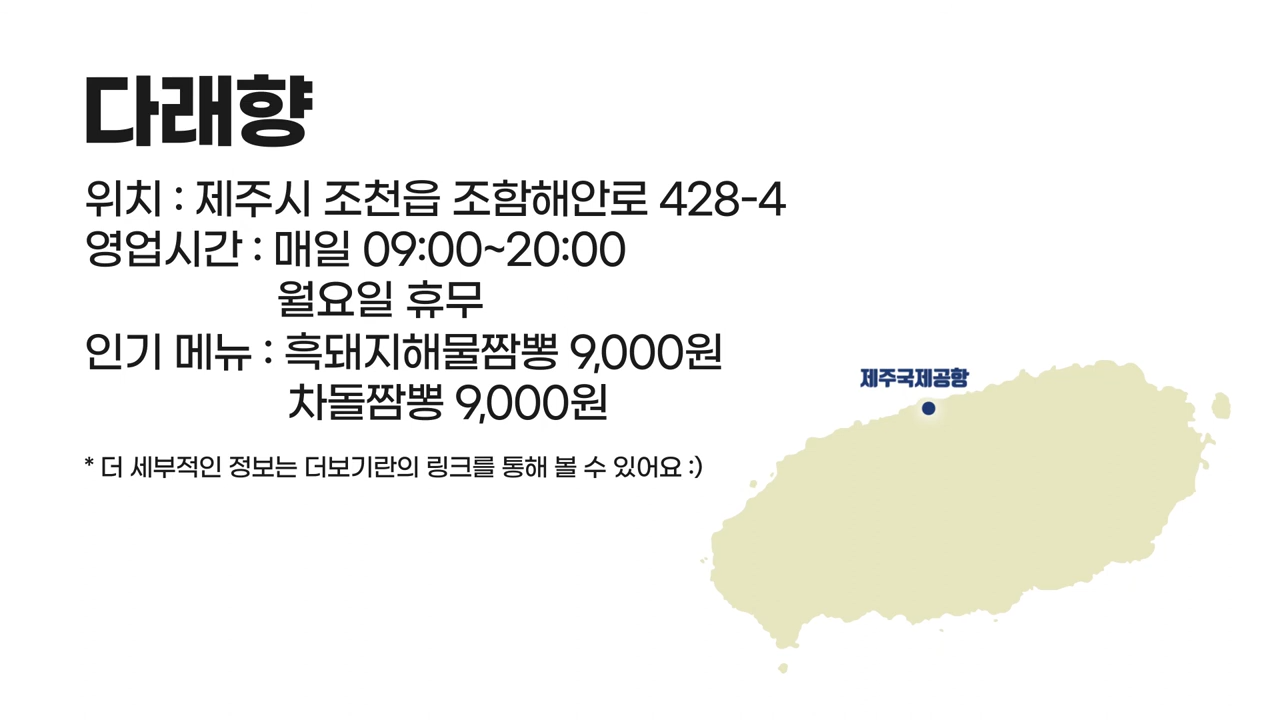 다래향
위치 : 제주시 조천읍 조함해안로 428-4
영업시간 : 매일 09:00~20:00
월요일 휴무
인기 메뉴 : 흑돼지해물짬뽕 9,000원
차돌짬뽕 9,000원
* 더 세부적인 정보는 더보기란의 링크를 통해 볼 수 있어요 :)
제주국제공항